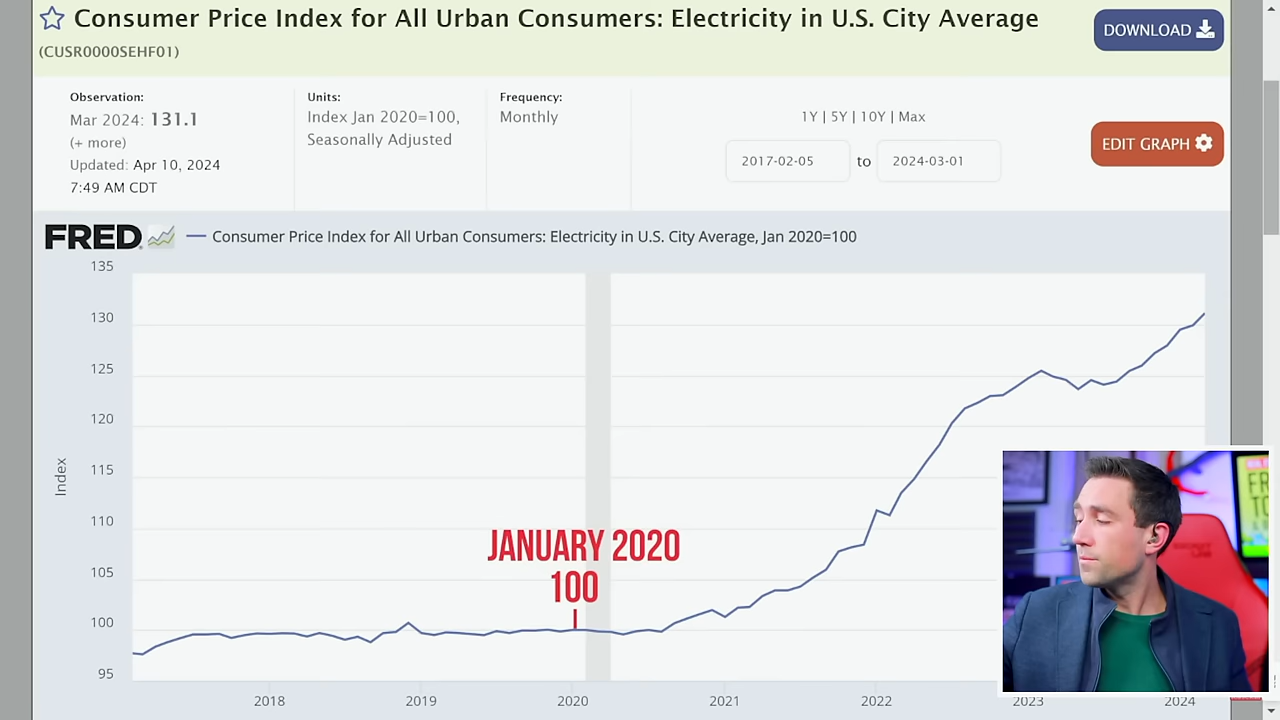 Consumer Price Index for All Urban Consumers: Electricity in U.S. City Average
(CUSR0000SEHF01)
DOWNLOAD
Observation:
Mar 2024: 131.1
(+ more)
Updated: Apr 10, 2024
7:49 AM CDT
Units:
Index Jan 2020=100,
Seasonally Adjusted
Frequency:
Monthly
1Y | 5Y | 10Y | Max
2017-02-05 to 2024-03-01
EDIT GRAPH
FRED
Consumer Price Index for All Urban Consumers: Electricity in U.S. City Average, Jan 2020=100
135
130
125
120
115
110
105
100
95
Index
JANUARY 2020
100
2018
2019
2020
2021
2022
2023
2024